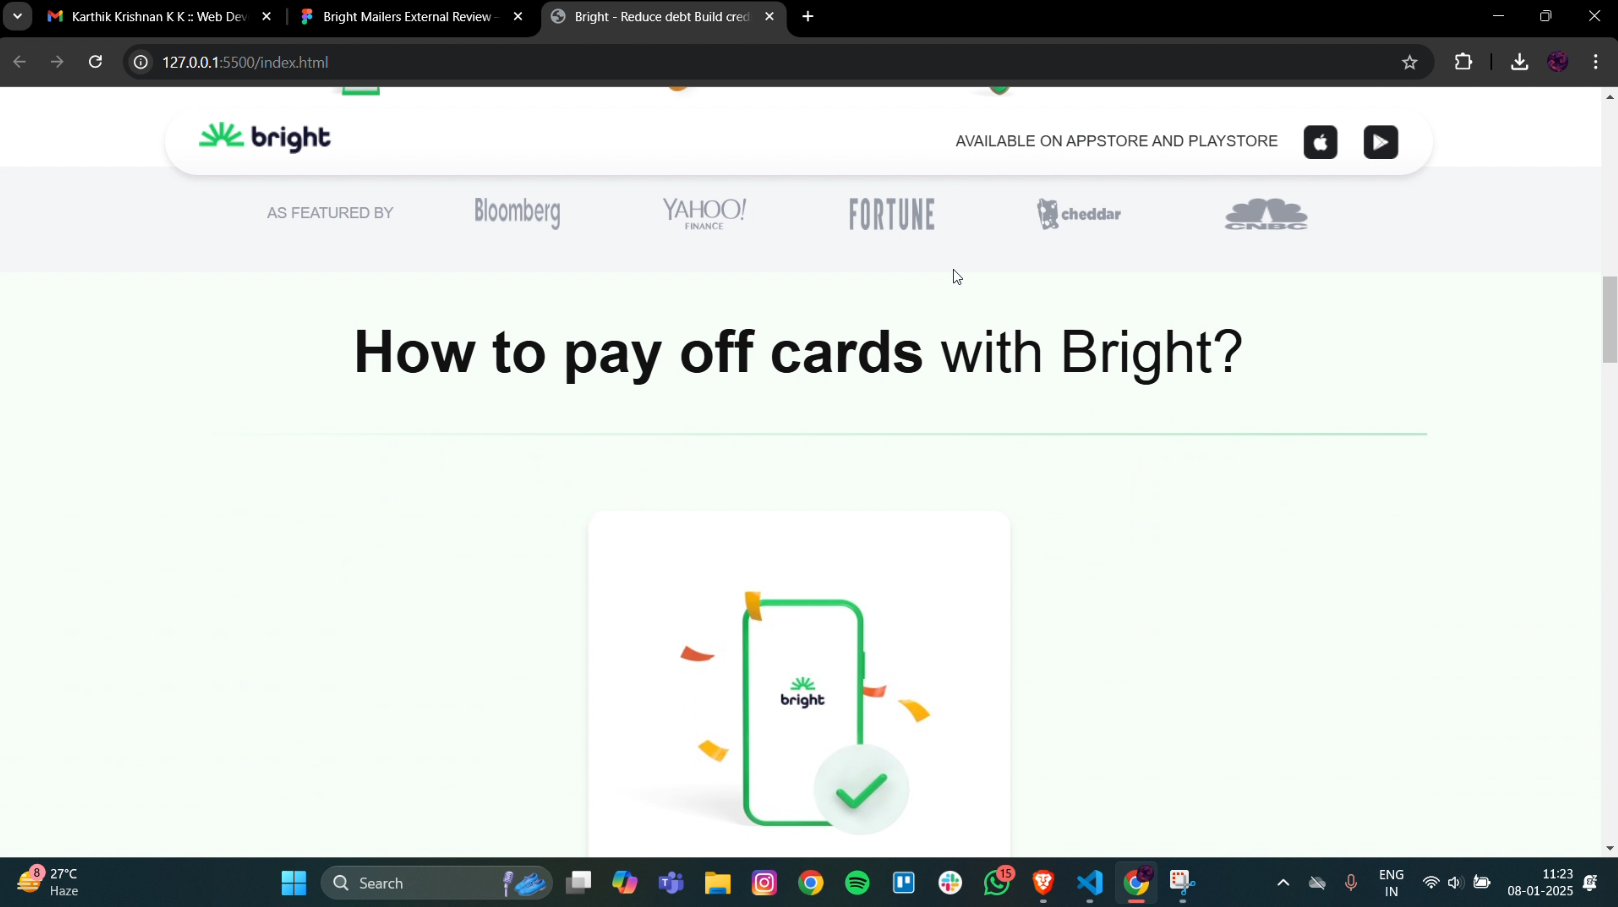 Karthik Krishnan K K :: Web Dev
Bright Mailers External Review -
Bright - Reduce debt Build cred
127.0.0.1:5500/index.html
bright
AVAILABLE ON APPSTORE AND PLAYSTORE
AS FEATURED BY
Bloomberg
YAHOO!
FINANCE
FORTUNE
cheddar
CNBC
How to pay off cards with Bright?
bright
8
27°C
Haze
Search
15
ENG
IN
11:23
08-01-2025